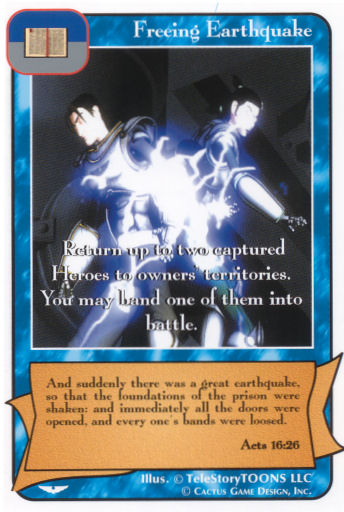 Freeing Earthquake
Return up to two captured
Heroes to owners' territories.
You may band one of them into
battle.
And suddenly there was a great earthquake,
so that the foundations of the prison were
shaken: and immediately all the doors were
opened, and every one's bands were loosed.
Acts 16:26
Illus. © TeleStoryTOONS LLC
© Cactus Game Design, Inc.